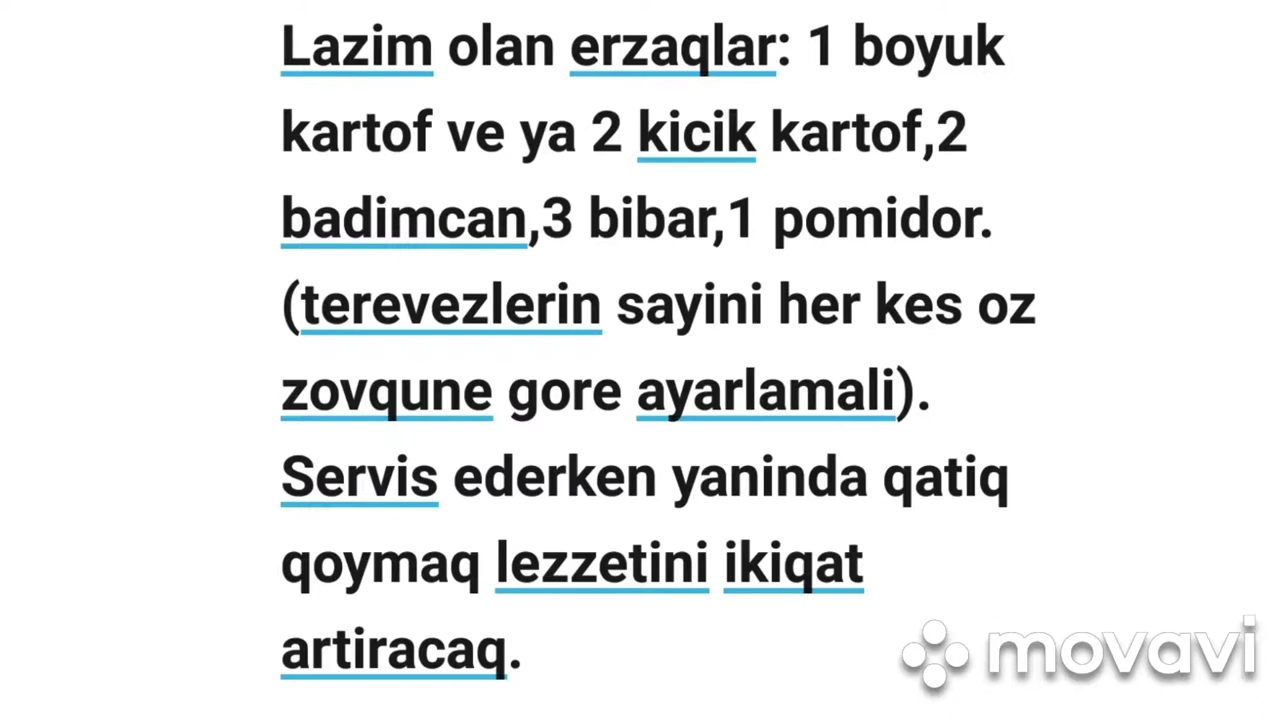 Lazim olan erzaqlar: 1 boyuk
kartof ve ya 2 kicik kartof,2
badimcan,3 bibar,1 pomidor.
(terevezlerin sayini her kes oz
zovqune gore ayarlamali).
Servis ederken yaninda qatiq
qoymaq lezzetini ikiqat
artiracaq.
movavi